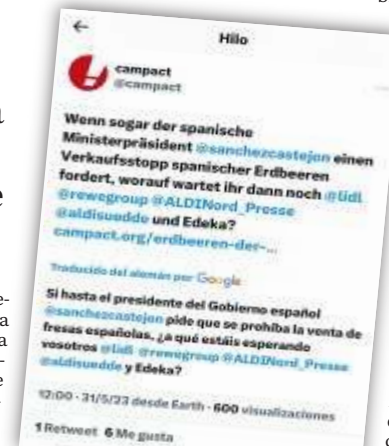 Hilo
campact
@campact
Wenn sogar der spanische
Ministerpräsident @sanchezcastejon einen
Verkaufsstopp spanischer Erdbeeren
fordert, worauf wartet ihr dann noch @lidl
@rewegroup @ALDINord_Presse
@aldisuedde und Edeka?
campact.org/erdbeeren-der-...
Traducido del alemán por Google
Si hasta el presidente del Gobierno español
@sanchezcastejon pide que se prohíba la venta de
fresas españolas, ¿a qué estáis esperando
vosotros @lidl @rewegroup @ALDINord_Presse
@aldisuedde y Edeka?
12:00 · 31/5/23 desde Earth · 600 visualizaciones
1 Retweet 6 Me gusta